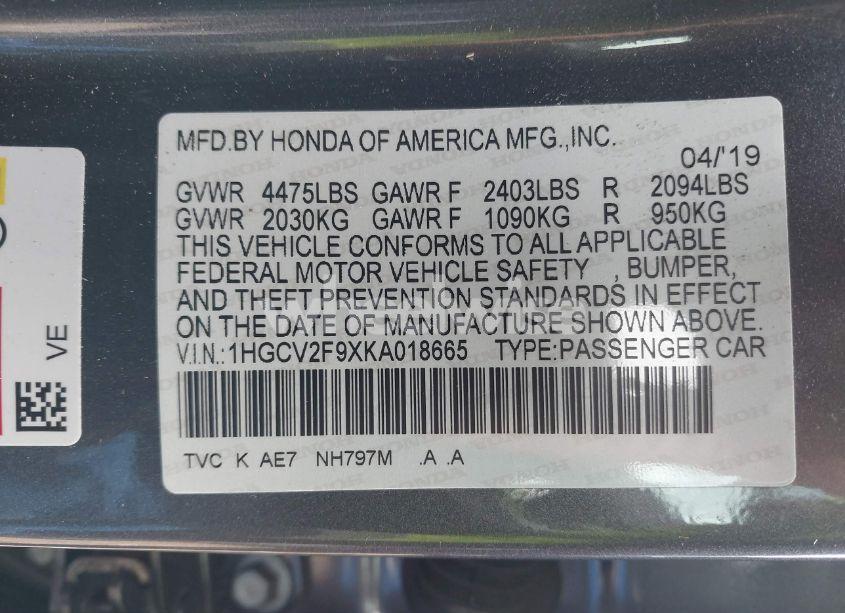 MFD.BY HONDA OF AMERICA MFG.,INC.
04/'19
GVWR 4475LBS GAWR F 2403LBS R 2094LBS
GVWR 2030KG GAWR F 1090KG R 950KG
THIS VEHICLE CONFORMS TO ALL APPLICABLE
FEDERAL MOTOR VEHICLE SAFETY , BUMPER,
AND THEFT PREVENTION STANDARDS IN EFFECT
ON THE DATE OF MANUFACTURE SHOWN ABOVE.
V.I.N.:1HGCV2F9XKA018665 TYPE:PASSENGER CAR
TVC K AE7 NH797M .A .A
VE